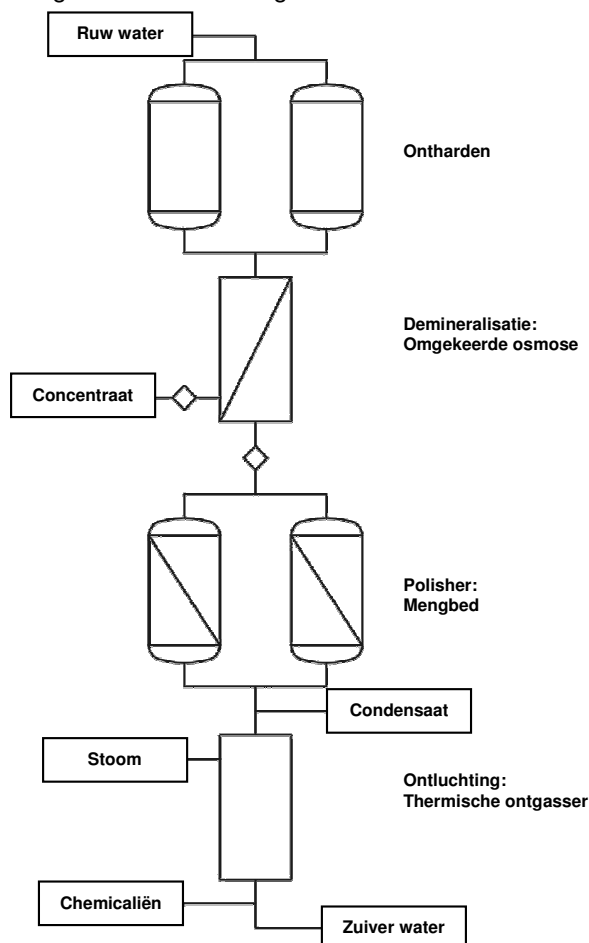 Ruw water
Ontharden
Demineralisatie:
Omgekeerde osmose
Concentraat
Polisher:
Mengbed
Condensaat
Stoom
Ontluchting:
Thermische ontgasser
Chemicaliën
Zuiver water